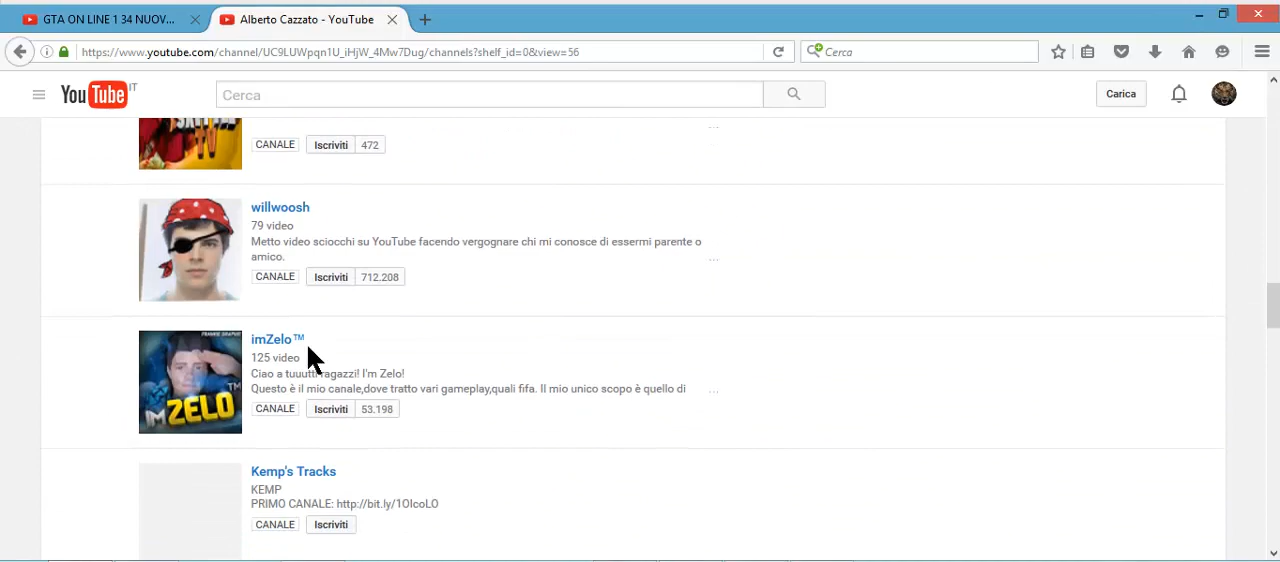 GTA ON LINE 1 34 NUOV...
Alberto Cazzato - YouTube
https://www.youtube.com/channel/UC9LUWpqn1U_iHjW_4Mw7Dug/channels?shelf_id=0&view=56
Cerca
YouTube IT
Cerca
Carica
CANALE Iscriviti 472
...
willwoosh
79 video
Metto video sciocchi su YouTube facendo vergognare chi mi conosce di essermi parente o
amico.
...
CANALE Iscriviti 712.208
imZelo™
125 video
Ciao a tuuutti ragazzi! I'm Zelo!
Questo è il mio canale,dove tratto vari gameplay,quali fifa. Il mio unico scopo è quello di
...
IM ZELO™
CANALE Iscriviti 53.198
Kemp's Tracks
KEMP
PRIMO CANALE: http://bit.ly/1OlcoLO
CANALE Iscriviti